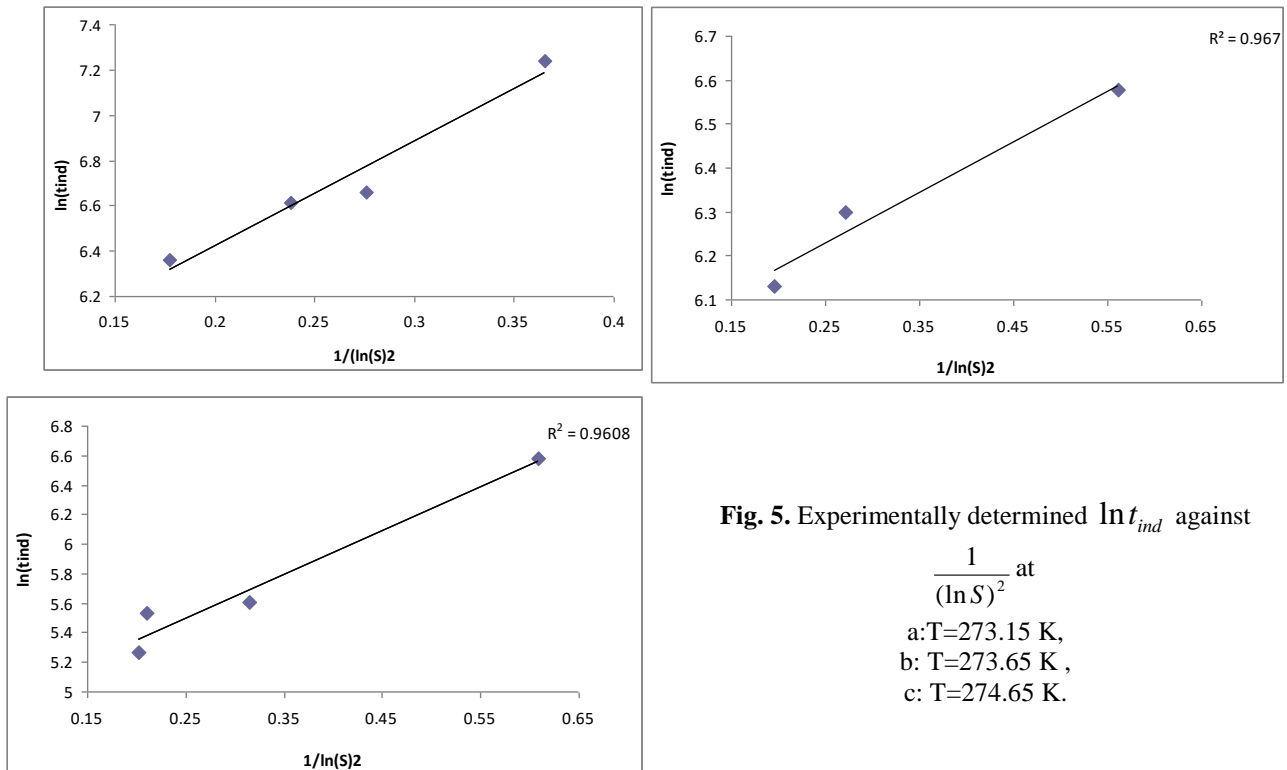 7.4
7.2
7
6.8
6.6
6.4
6.2
ln(tind)
0.15 0.2 0.25 0.3 0.35 0.4
1/(ln(S)2
R² = 0.967
6.7
6.6
6.5
6.4
6.3
6.2
6.1
ln(tind)
0.15 0.25 0.35 0.45 0.55 0.65
1/ln(S)2
R² = 0.9608
6.8
6.6
6.4
6.2
6
5.8
5.6
5.4
5.2
5
ln(tind)
0.15 0.25 0.35 0.45 0.55 0.65
1/ln(S)2
Fig. 5. Experimentally determined ln t_ind against
1/(ln S)² at
a:T=273.15 K,
b: T=273.65 K ,
c: T=274.65 K.